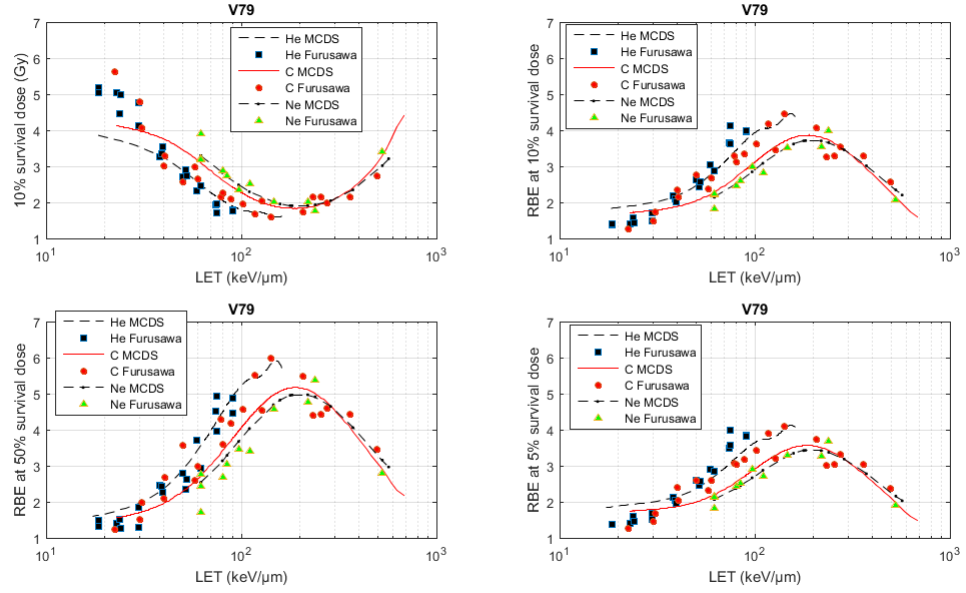 V79
10% survival dose (Gy)
7
6
5
4
3
2
1
He MCDS
He Furusawa
C MCDS
C Furusawa
Ne MCDS
Ne Furusawa
10¹ 10² 10³
LET (keV/μm)
V79
RBE at 10% survival dose
7
6
5
4
3
2
1
He MCDS
He Furusawa
C MCDS
C Furusawa
Ne MCDS
Ne Furusawa
10¹ 10² 10³
LET (keV/μm)
V79
RBE at 50% survival dose
7
6
5
4
3
2
1
He MCDS
He Furusawa
C MCDS
C Furusawa
Ne MCDS
Ne Furusawa
10¹ 10² 10³
LET (keV/μm)
V79
RBE at 5% survival dose
7
6
5
4
3
2
1
He MCDS
He Furusawa
C MCDS
C Furusawa
Ne MCDS
Ne Furusawa
10¹ 10² 10³
LET (keV/μm)